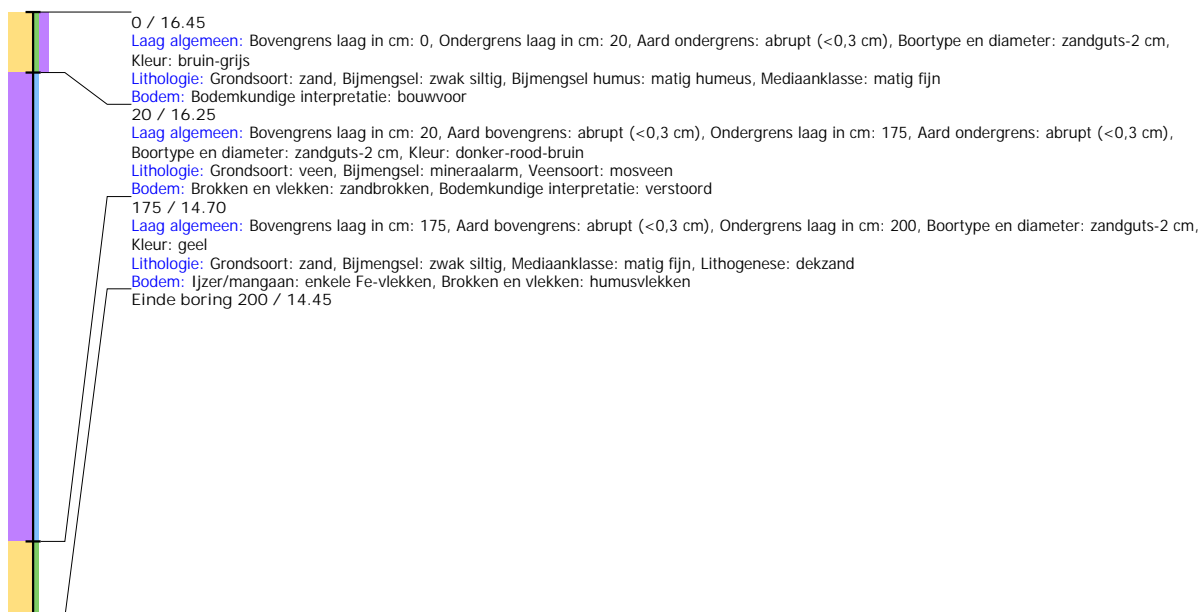 0 / 16.45
Laag algemeen: Bovengrens laag in cm: 0, Ondergrens laag in cm: 20, Aard ondergrens: abrupt (<0,3 cm), Boortype en diameter: zandguts-2 cm,
Kleur: bruin-grijs
Lithologie: Grondsoort: zand, Bijmengsel: zwak siltig, Bijmengsel humus: matig humeus, Mediaanklasse: matig fijn
Bodem: Bodemkundige interpretatie: bouwvoor
20 / 16.25
Laag algemeen: Bovengrens laag in cm: 20, Aard bovengrens: abrupt (<0,3 cm), Ondergrens laag in cm: 175, Aard ondergrens: abrupt (<0,3 cm),
Boortype en diameter: zandguts-2 cm, Kleur: donker-rood-bruin
Lithologie: Grondsoort: veen, Bijmengsel: mineraalarm, Veensoort: mosveen
Bodem: Brokken en vlekken: zandbrokken, Bodemkundige interpretatie: verstoord
175 / 14.70
Laag algemeen: Bovengrens laag in cm: 175, Aard bovengrens: abrupt (<0,3 cm), Ondergrens laag in cm: 200, Boortype en diameter: zandguts-2 cm,
Kleur: geel
Lithologie: Grondsoort: zand, Bijmengsel: zwak siltig, Mediaanklasse: matig fijn, Lithogenese: dekzand
Bodem: Ijzer/mangaan: enkele Fe-vlekken, Brokken en vlekken: humusvlekken
Einde boring 200 / 14.45